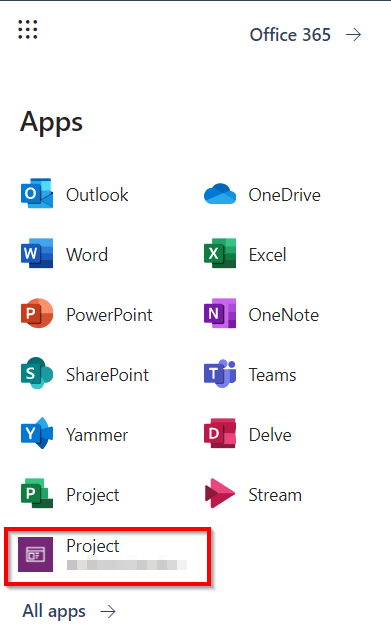 Office 365 →
Apps
Outlook OneDrive
Word Excel
PowerPoint OneNote
SharePoint Teams
Yammer Delve
Project Stream
Project
All apps →